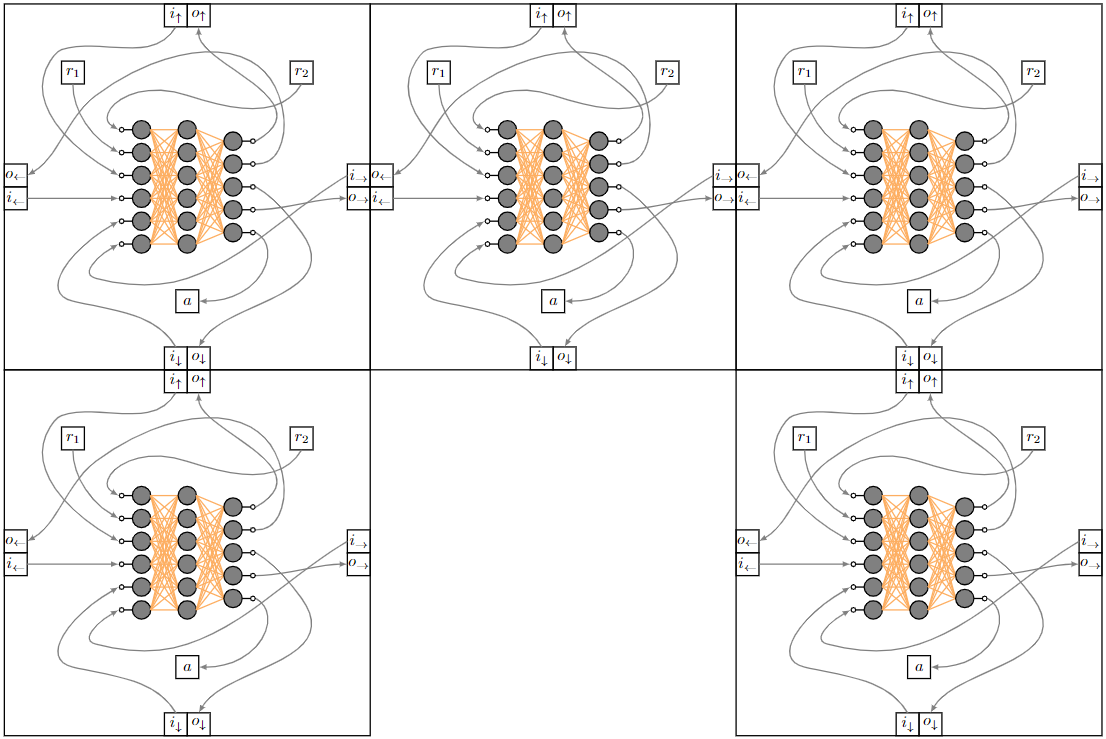 i↑ o↑ i↑ o↑ i↑ o↑
r₁ r₂ r₁ r₂ r₁ r₂
o← i→ o← i→ o← i→
i← o→ i← o→ i← o→
a a a
i↓ o↓ i↓ o↓ i↓ o↓
i↑ o↑ i↑ o↑
r₁ r₂ r₁ r₂
o← i→ o← i→
i← o→ i← o→
a a
i↓ o↓ i↓ o↓